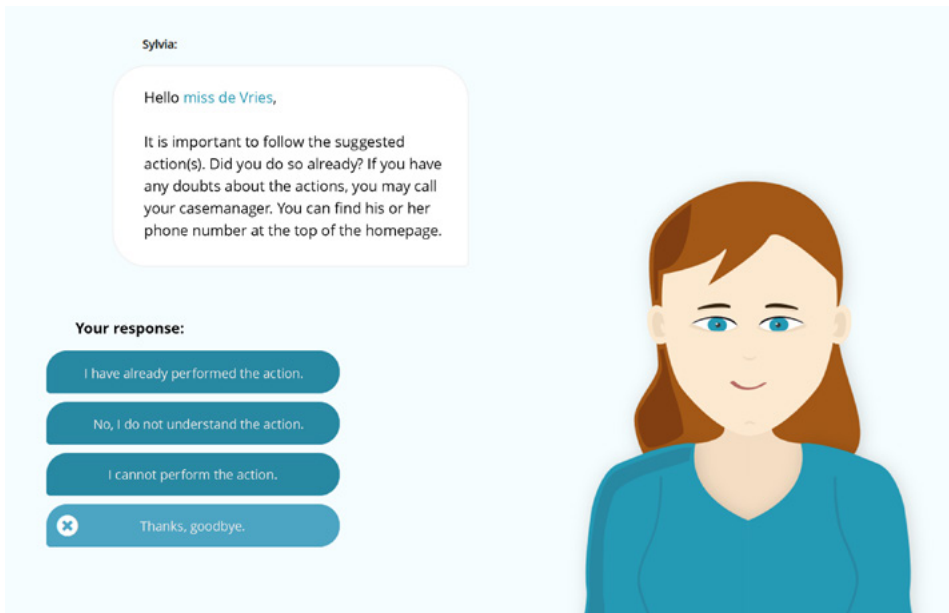 Sylvia:
Hello miss de Vries,
It is important to follow the suggested
action(s). Did you do so already? If you have
any doubts about the actions, you may call
your casemanager. You can find his or her
phone number at the top of the homepage.
Your response:
I have already performed the action.
No, I do not understand the action.
I cannot perform the action.
Thanks, goodbye.